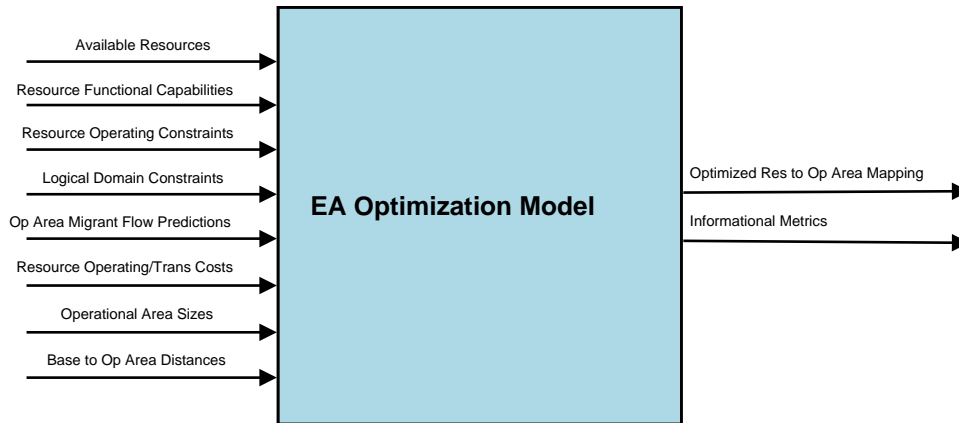 Available Resources
Resource Functional Capabilities
Resource Operating Constraints
Logical Domain Constraints
Op Area Migrant Flow Predictions
Resource Operating/Trans Costs
Operational Area Sizes
Base to Op Area Distances
EA Optimization Model
Optimized Res to Op Area Mapping
Informational Metrics